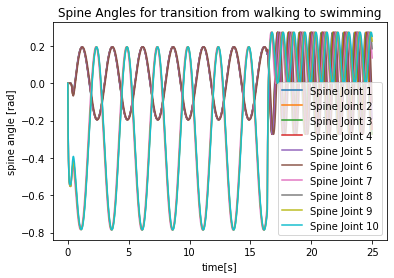 Spine Angles for transition from walking to swimming
0.2
0.0
−0.2
−0.4
−0.6
−0.8
spine angle [rad]
Spine Joint 1
Spine Joint 2
Spine Joint 3
Spine Joint 4
Spine Joint 5
Spine Joint 6
Spine Joint 7
Spine Joint 8
Spine Joint 9
Spine Joint 10
0 5 10 15 20 25
time[s]